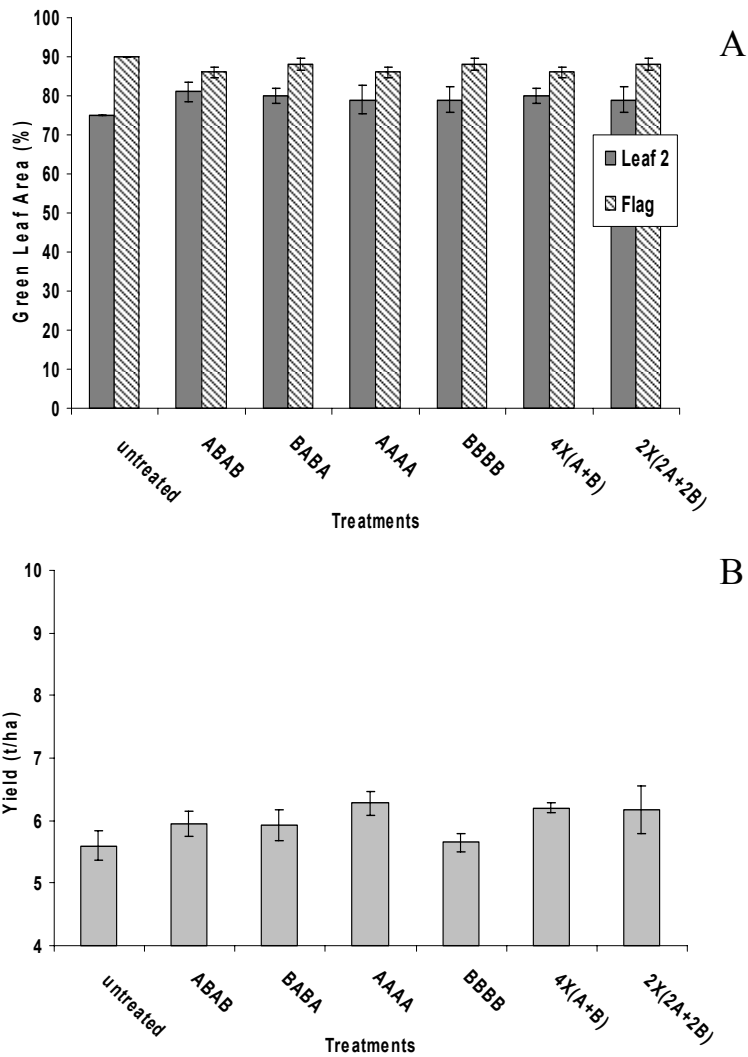 A
100
90
80
70
60
50
40
30
20
10
0
Green Leaf Area (%)
Leaf 2
Flag
untreated
ABAB
BABA
AAAA
BBBB
4X(A+B)
2X(2A+2B)
Treatments
B
10
9
8
7
6
5
4
Yield (t/ha)
untreated
ABAB
BABA
AAAA
BBBB
4X(A+B)
2X(2A+2B)
Treatments